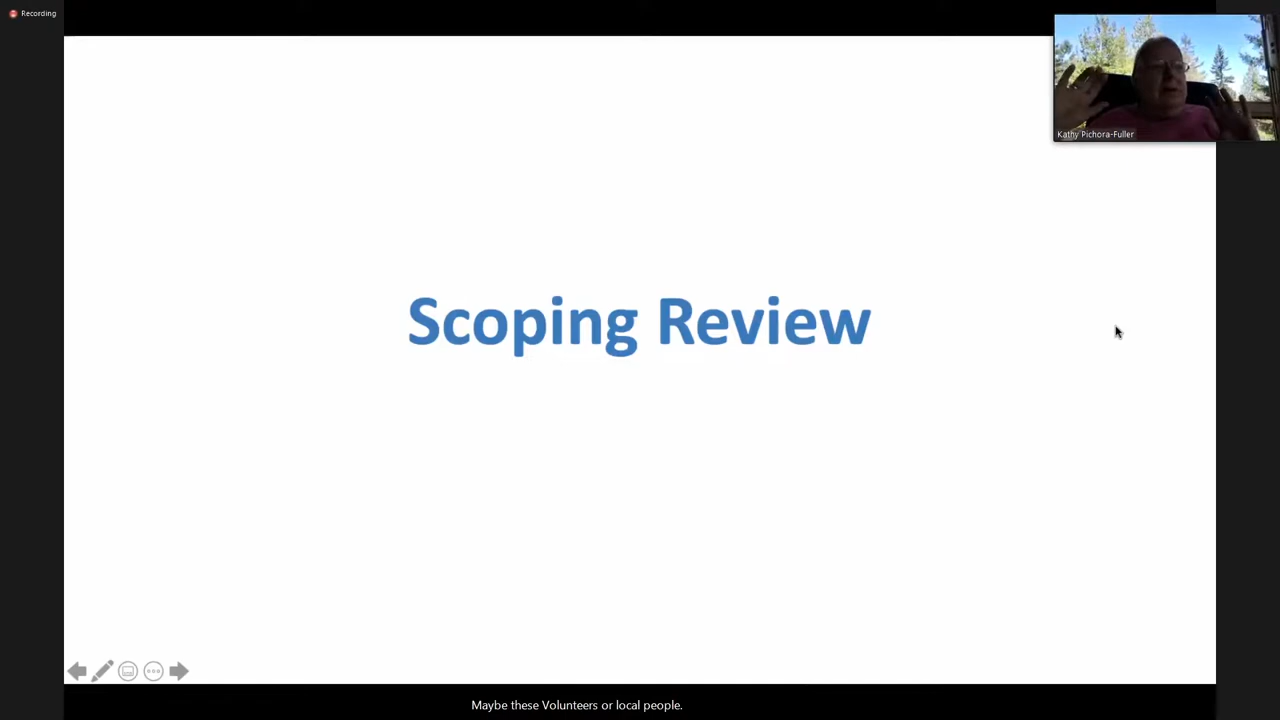 Recording
Kathy Pichora-Fuller
Scoping Review
Maybe these Volunteers or local people.